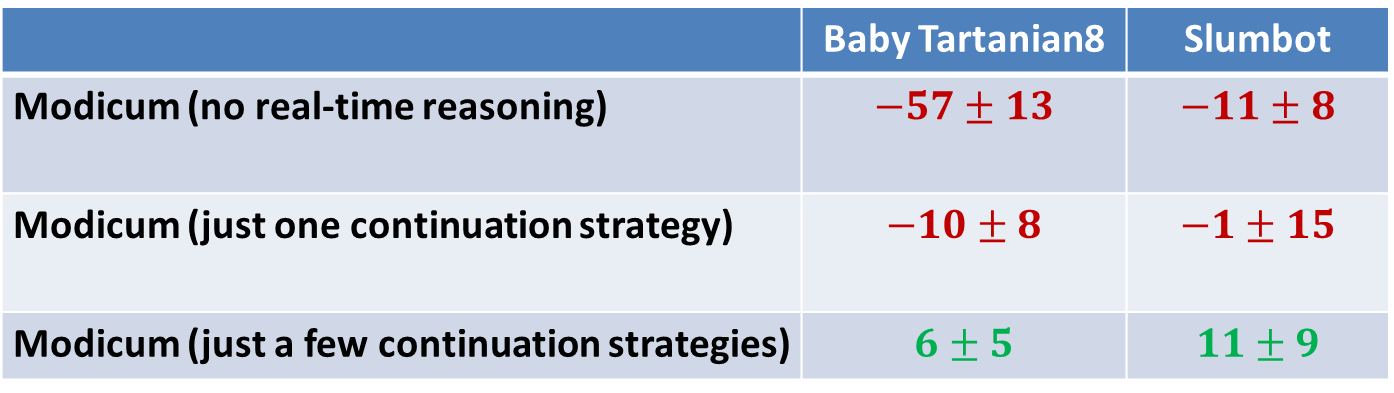 Baby Tartanian8 Slumbot
Modicum (no real-time reasoning) −57 ± 13 −11 ± 8
Modicum (just one continuation strategy) −10 ± 8 −1 ± 15
Modicum (just a few continuation strategies) 6 ± 5 11 ± 9